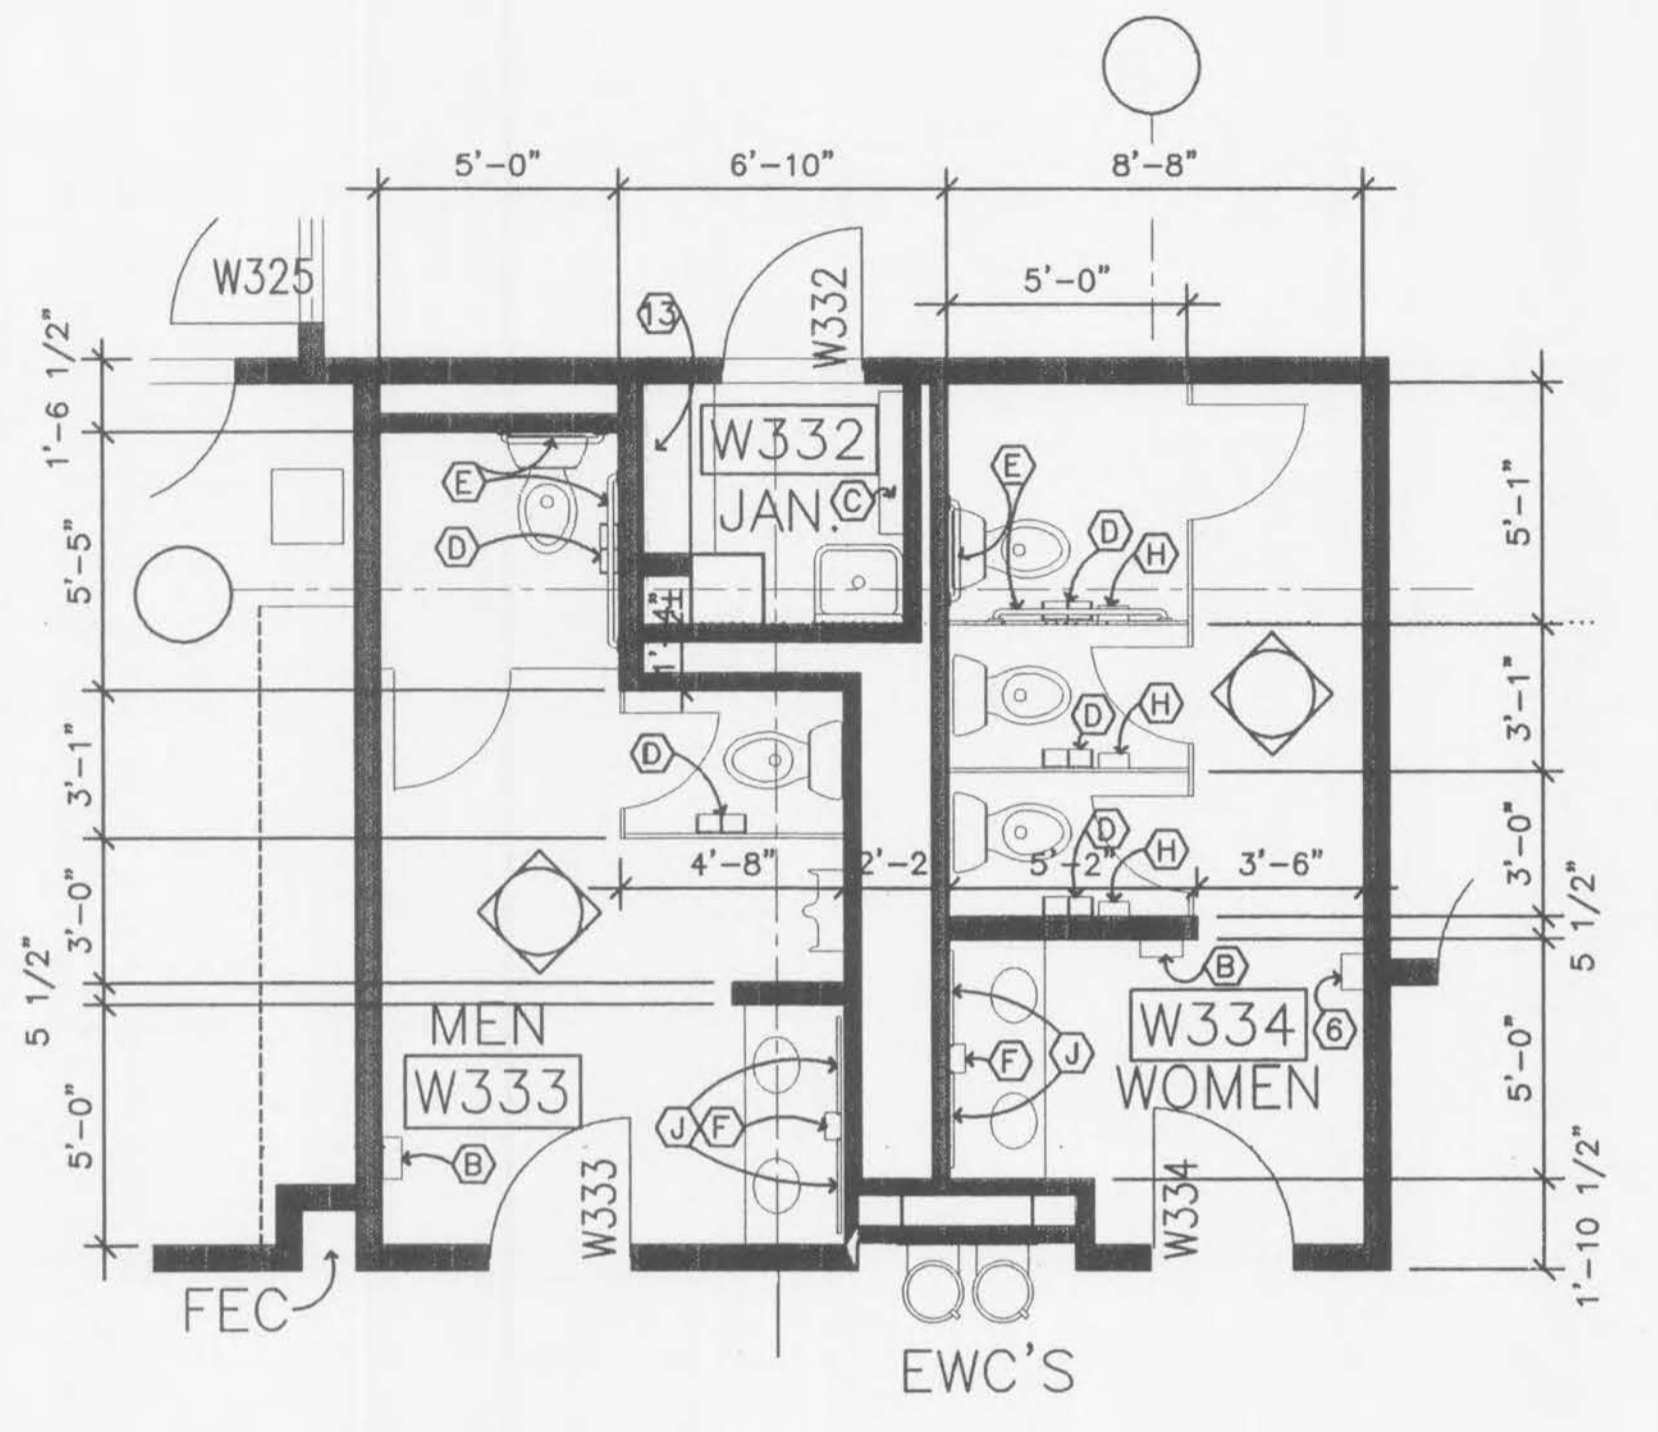 5'-0"
6'-10"
8'-8"
W325
5'-0"
13
W332
1'-6 1/2"
W332
JAN.
C
E
D
E
D
H
5'-1"
5'-5"
D
H
3'-1"
D
3'-1"
D
H
4'-8"
2'-2
5'-2"
3'-6"
3'-0"
3'-0"
5 1/2"
5 1/2"
B
6
MEN
W333
W334
WOMEN
J
F
F
J
5'-0"
5'-0"
B
W333
W334
1'-10 1/2"
FEC
EWC'S